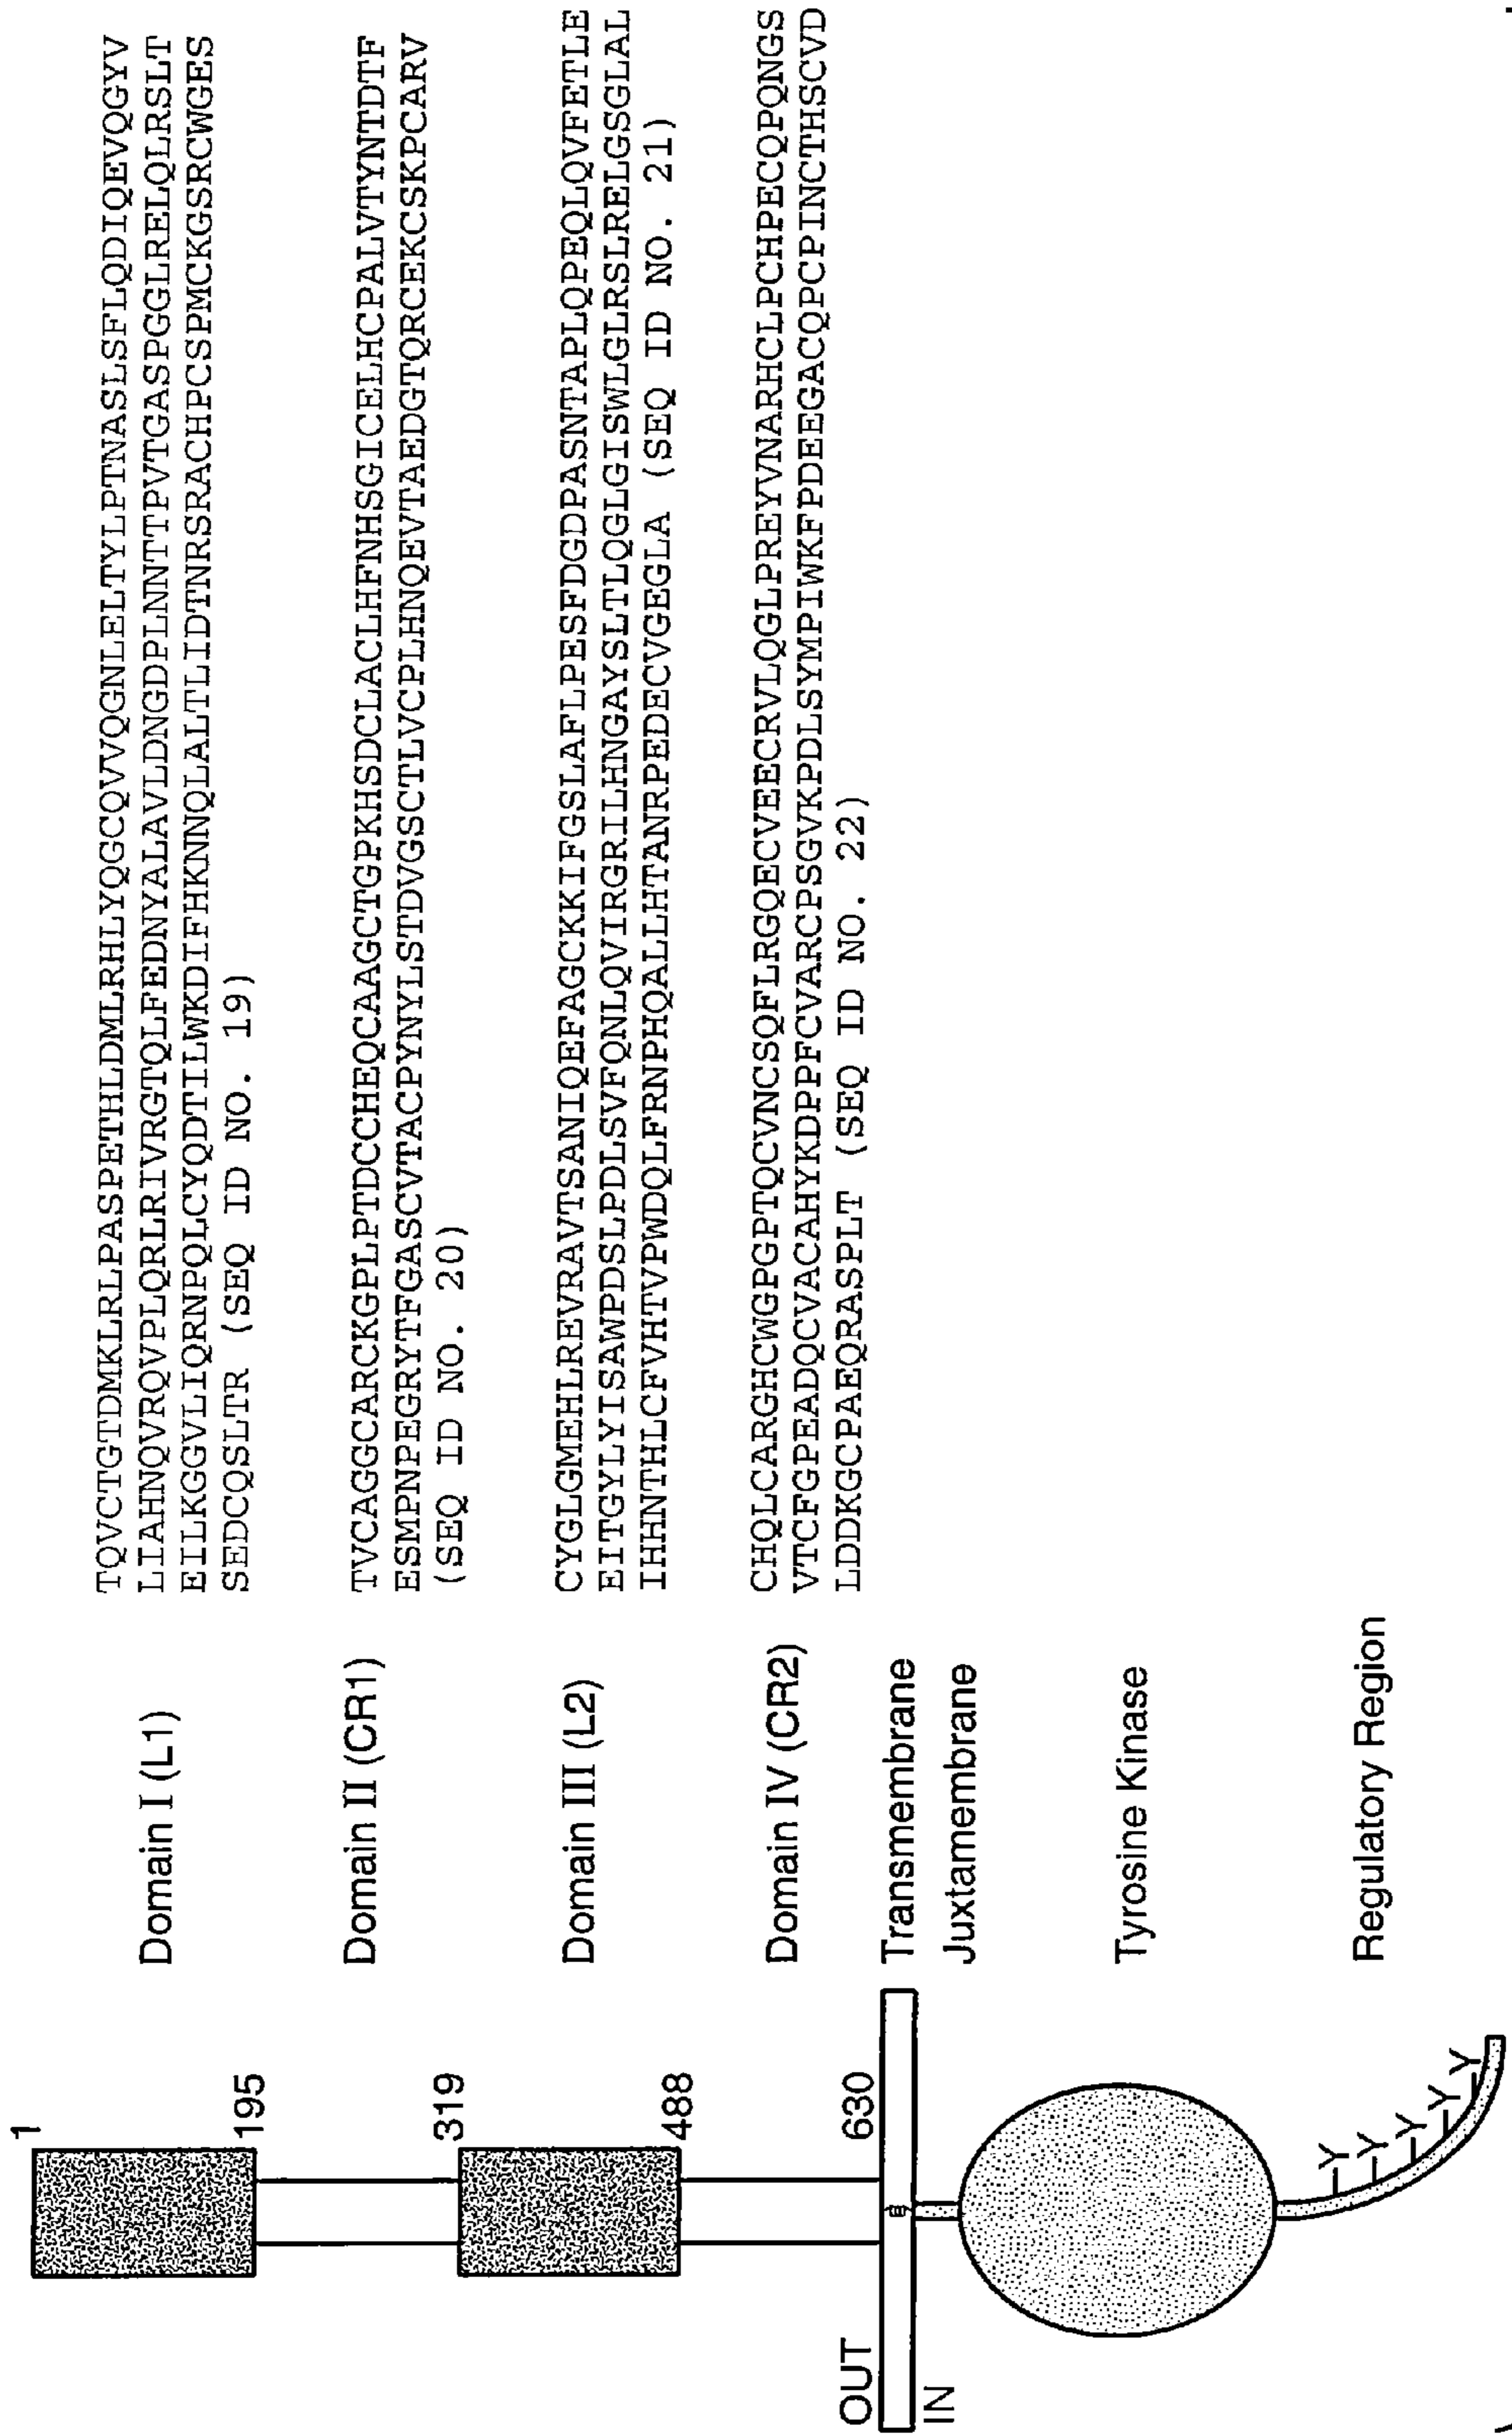 1
Domain I (L1)
TQVCTGTDMKLRLPASPETHLDMLRHLYQGCQVVQGNLELTYLPTNASLSFLQDIQEVQGYV
LIAHNQVRQVPLQRLRIVRGTQLFEDNYALAVLDNGDPLNNTTPVTGASPGGLRELQLRSLT
EILKGGVLIQRNPQLCYQDTILWKDIFHKNNQLALTLIDTNRSRACHPCSPMCKGSRCWGES
SEDCQSLTR (SEQ ID NO. 19)
195
Domain II (CR1)
TVCAGGCARCKGPLPTDCCHEQCAAGCTGPKHSDCLACLHFNHSGICELHCPALVTYNTDTF
ESMPNPEGRYTFGASCVTACPYNYLSTDVGSCTLVCPLHNQEVTAEDGTQRCEKCSKPCARV
(SEQ ID NO. 20)
319
Domain III (L2)
CYGLGMEHLREVRAVTSANIQEFAGCKKIFGSLAFLPESFDGDPASNTAPLQPEQLQVFETLE
EITGYLYISAWPDSLPDLSVFQNLQVIRGRILHNGAYSLTLQGLGISWLGLRSLRELGSGLAL
IHHNTHLCFVHTVPWDQLFRNPHQALLHTANRPEDECVGEGLA (SEQ ID NO. 21)
488
Domain IV (CR2)
CHQLCARGHCWGPGPTQCVNCSQFLRGQECVEECRVLQGLPREYVNARHCLPCHPECQPQNGS
VTCFGPEADQCVACAHYKDPPFCVARCPSGVKPDLSYMPIWKFPDEEGACQPCPINCTHSCVD
LDDKGCPAEQRASPLT (SEQ ID NO. 22)
630
OUT
Transmembrane
IN
Juxtamembrane
Tyrosine Kinase
Regulatory Region
Y
Y
Y
Y
Y